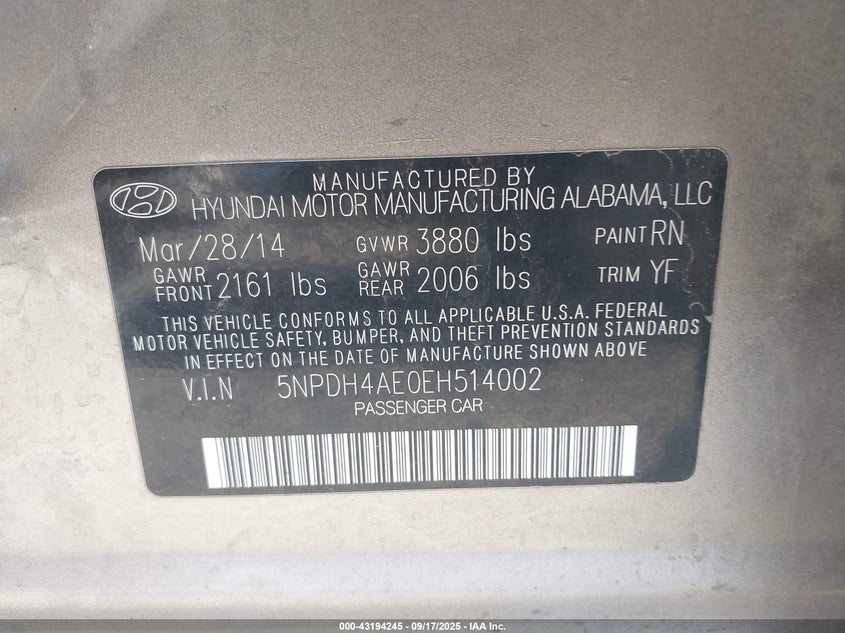 MANUFACTURED BY
HYUNDAI MOTOR MANUFACTURING ALABAMA, LLC
Mar/28/14 GVWR 3880 lbs PAINT RN
GAWR FRONT 2161 lbs GAWR REAR 2006 lbs TRIM YF
THIS VEHICLE CONFORMS TO ALL APPLICABLE U.S.A. FEDERAL
MOTOR VEHICLE SAFETY, BUMPER, AND THEFT PREVENTION STANDARDS
IN EFFECT ON THE DATE OF MANUFACTURE SHOWN ABOVE
V.I.N 5NPDH4AE0EH514002
PASSENGER CAR
000-43194245 - 09/17/2025 - IAA Inc.